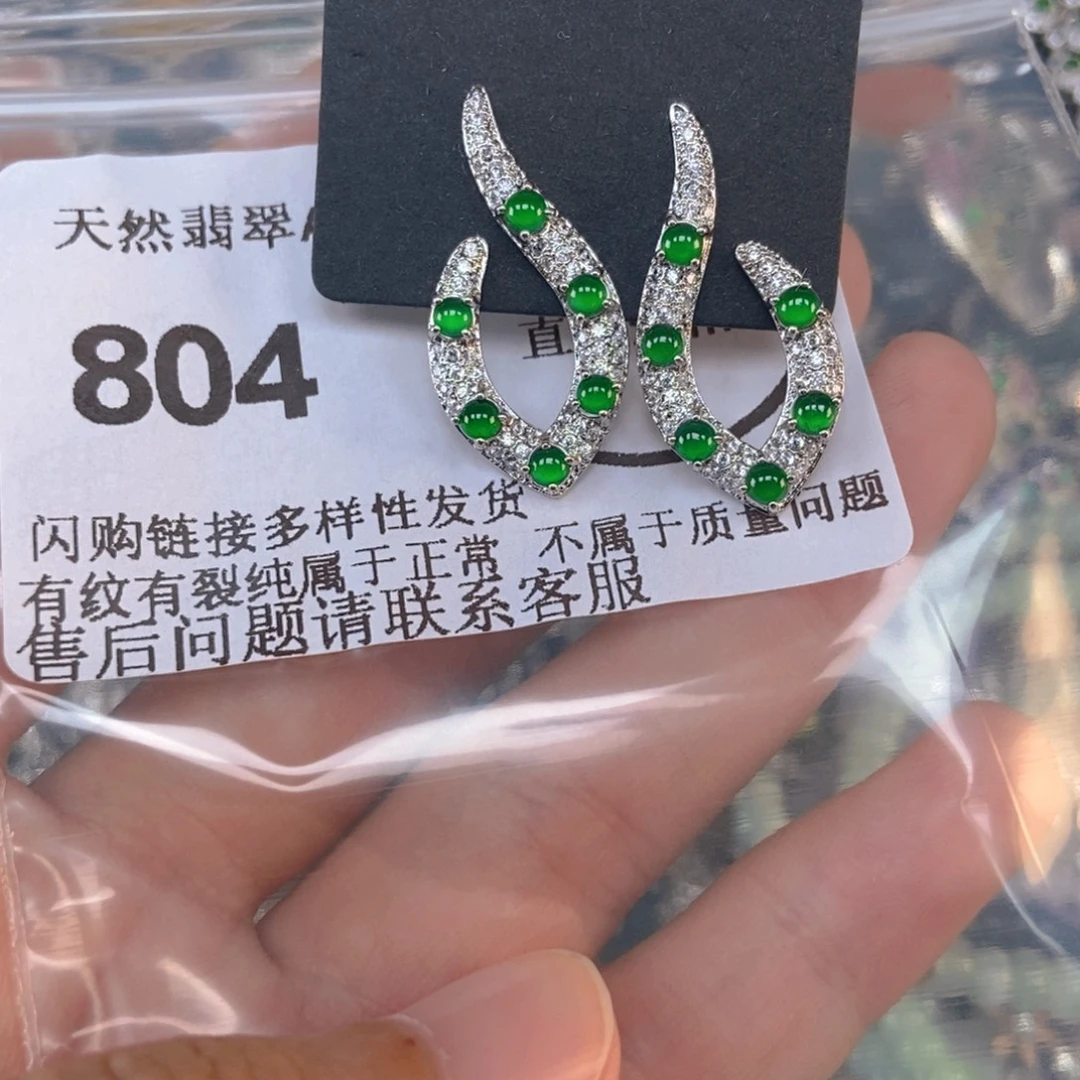 天然翡翠A
804
直
闪购链接多样性发货
有纹有裂纯属于正常 不属于质量问题
售后问题请联系客服